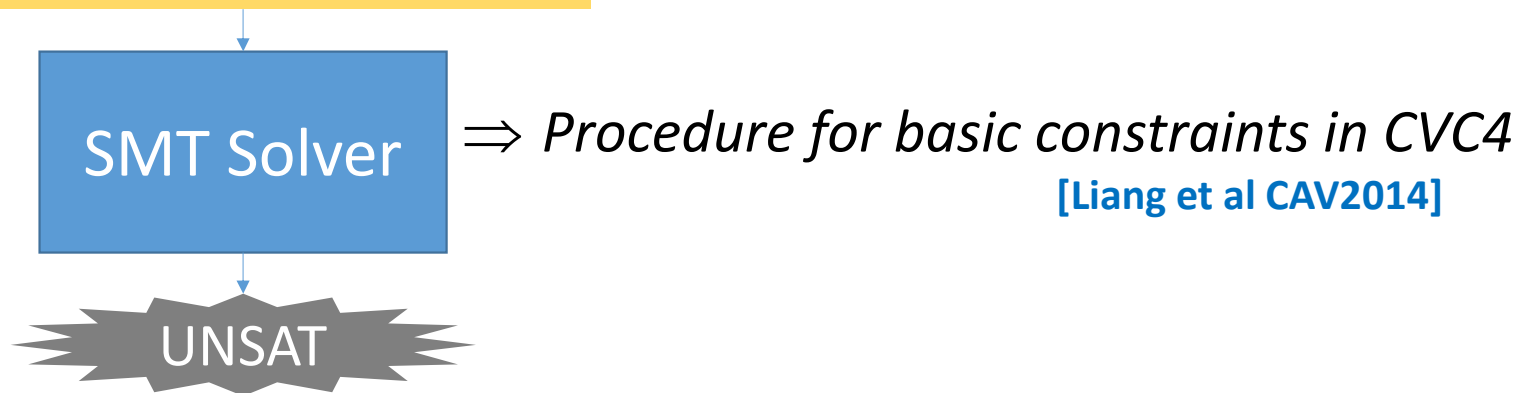 SMT Solver
⇒ Procedure for basic constraints in CVC4
[Liang et al CAV2014]
UNSAT